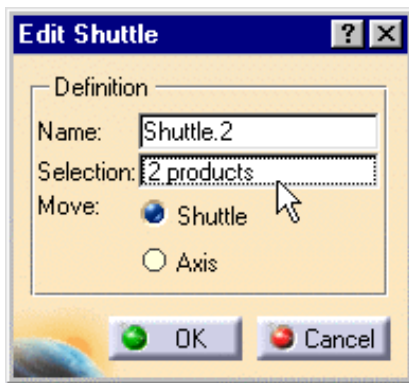 Edit Shuttle ? ×
Definition
Name: Shuttle.2
Selection: 2 products
Move: Shuttle
Axis
OK Cancel